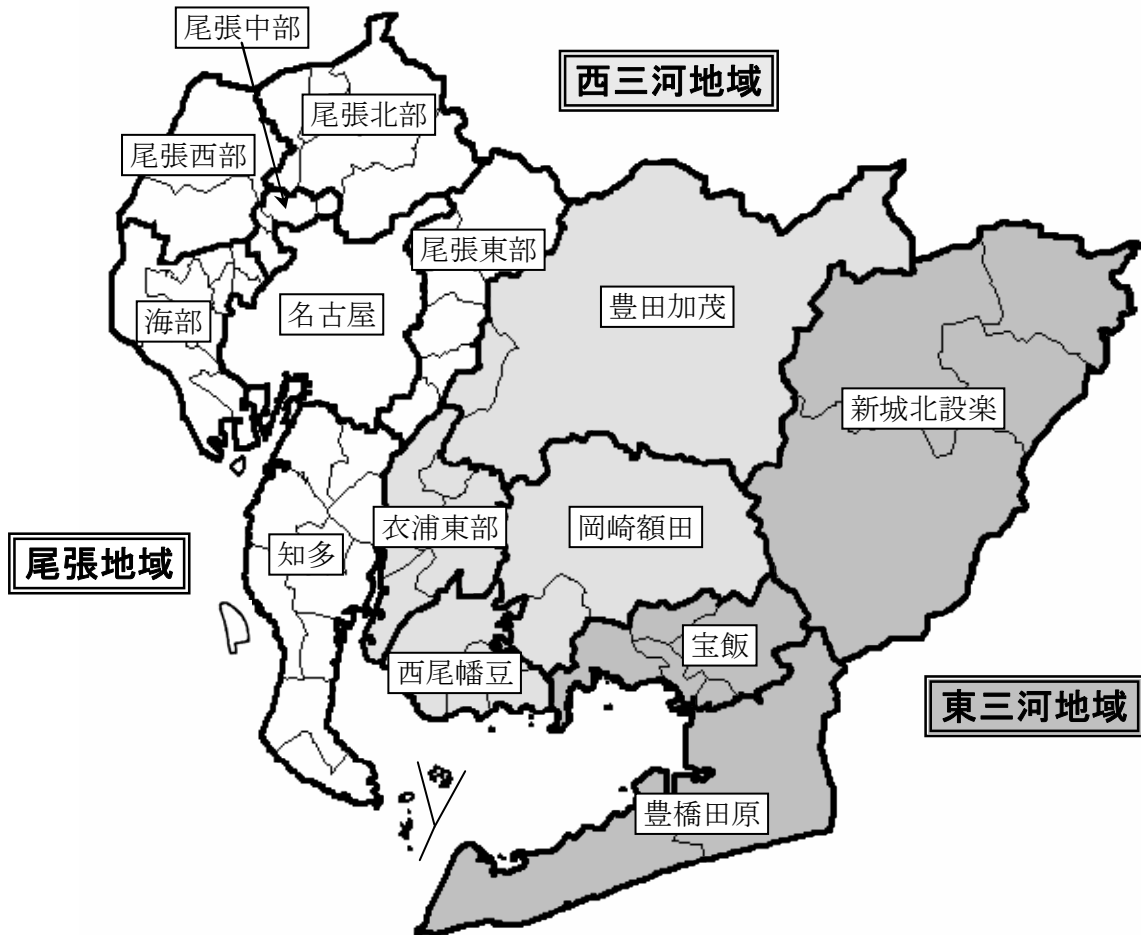 尾張中部
西三河地域
尾張北部
尾張西部
尾張東部
海部
名古屋
豊田加茂
新城北設楽
衣浦東部
岡崎額田
尾張地域
知多
宝飯
西尾幡豆
東三河地域
豊橋田原